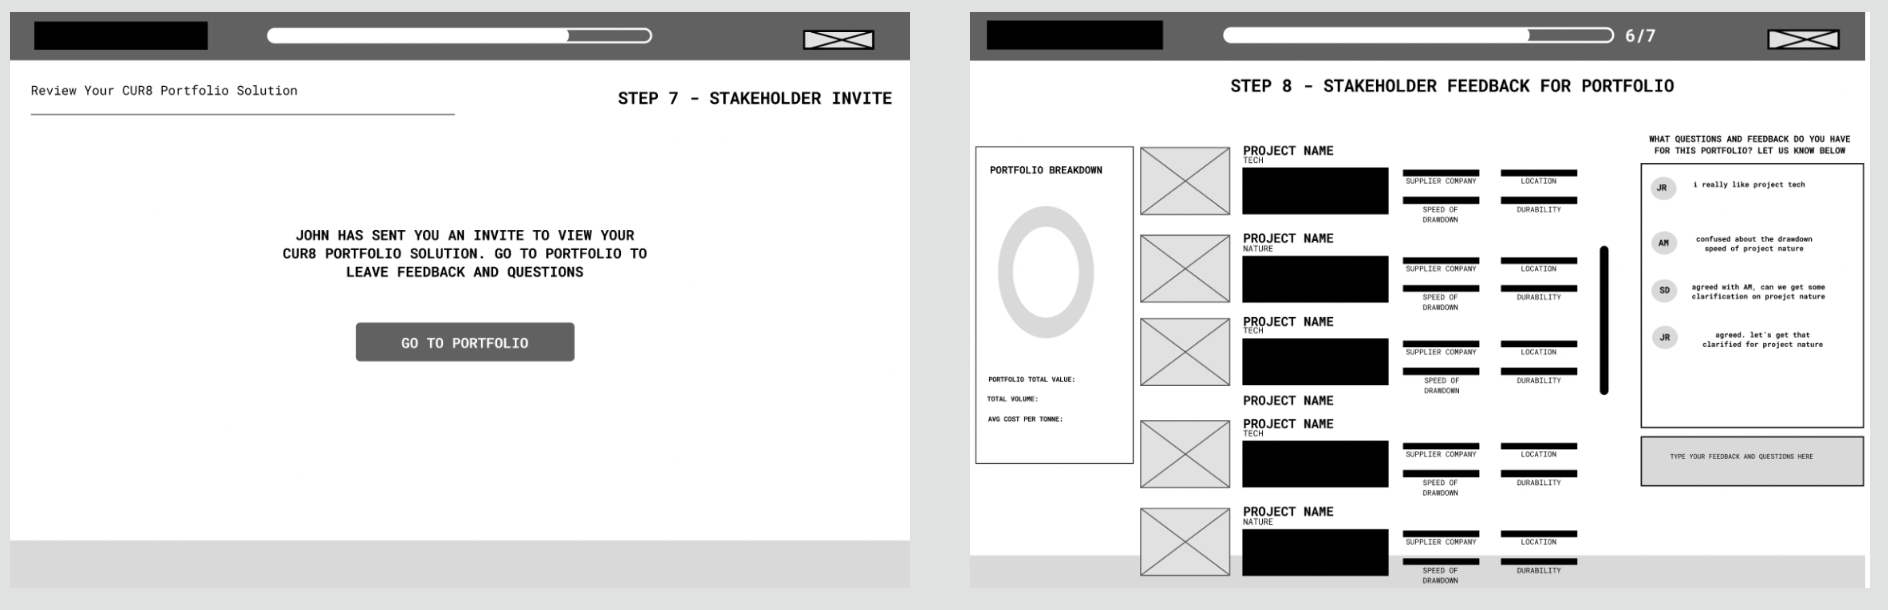 Review Your CUR8 Portfolio Solution
STEP 7 - STAKEHOLDER INVITE
JOHN HAS SENT YOU AN INVITE TO VIEW YOUR
CUR8 PORTFOLIO SOLUTION. GO TO PORTFOLIO TO
LEAVE FEEDBACK AND QUESTIONS
GO TO PORTFOLIO
6/7
STEP 8 - STAKEHOLDER FEEDBACK FOR PORTFOLIO
PORTFOLIO BREAKDOWN
PORTFOLIO TOTAL VALUE:
TOTAL VOLUME:
AVG COST PER TONNE:
PROJECT NAME
TECH
SUPPLIER COMPANY
LOCATION
SPEED OF
DRAWDOWN
DURABILITY
PROJECT NAME
NATURE
SUPPLIER COMPANY
LOCATION
SPEED OF
DRAWDOWN
DURABILITY
PROJECT NAME
TECH
SUPPLIER COMPANY
LOCATION
SPEED OF
DRAWDOWN
DURABILITY
PROJECT NAME
PROJECT NAME
TECH
SUPPLIER COMPANY
LOCATION
SPEED OF
DRAWDOWN
DURABILITY
PROJECT NAME
NATURE
SUPPLIER COMPANY
LOCATION
SPEED OF
DRAWDOWN
DURABILITY
WHAT QUESTIONS AND FEEDBACK DO YOU HAVE
FOR THIS PORTFOLIO? LET US KNOW BELOW
JR
i really like project tech
AM
confused about the drawdown
speed of project nature
SD
agreed with AM, can we get some
clarification on proejct nature
JR
agreed. let's get that
clarified for project nature
TYPE YOUR FEEDBACK AND QUESTIONS HERE